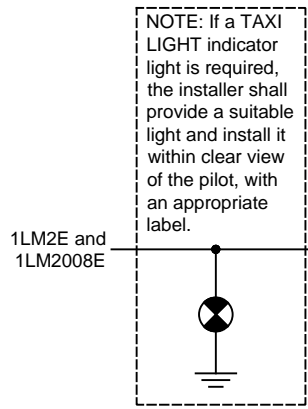 NOTE: If a TAXI
LIGHT indicator
light is required,
the installer shall
provide a suitable
light and install it
within clear view
of the pilot, with
an appropriate
label.
1LM2E and
1LM2008E